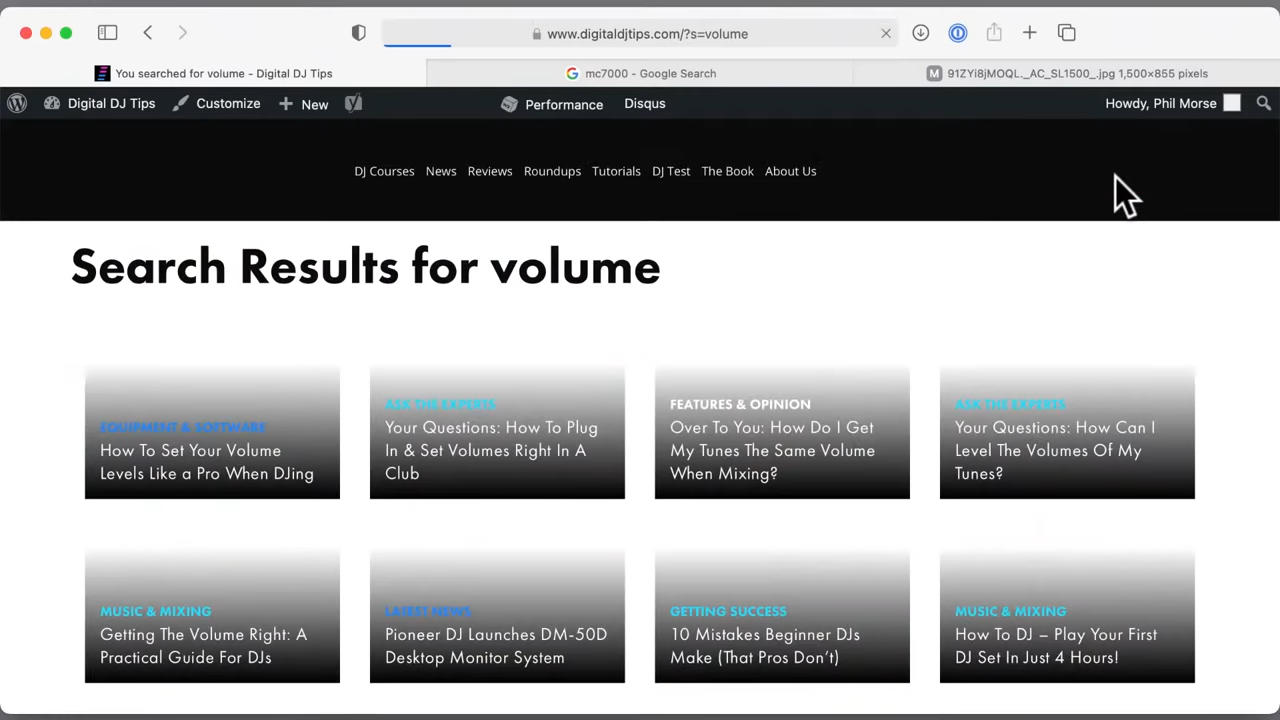 www.digitaldjtips.com/?s=volume
You searched for volume - Digital DJ Tips
mc7000 - Google Search
M 91ZYi8jMOQL._AC_SL1500_.jpg 1,500×855 pixels
Digital DJ Tips Customize New Performance Disqus Howdy, Phil Morse
DJ Courses News Reviews Roundups Tutorials DJ Test The Book About Us
Search Results for volume
EQUIPMENT & SOFTWARE
How To Set Your Volume
Levels Like a Pro When DJing
ASK THE EXPERTS
Your Questions: How To Plug
In & Set Volumes Right In A
Club
FEATURES & OPINION
Over To You: How Do I Get
My Tunes The Same Volume
When Mixing?
ASK THE EXPERTS
Your Questions: How Can I
Level The Volumes Of My
Tunes?
MUSIC & MIXING
Getting The Volume Right: A
Practical Guide For DJs
LATEST NEWS
Pioneer DJ Launches DM-50D
Desktop Monitor System
GETTING SUCCESS
10 Mistakes Beginner DJs
Make (That Pros Don't)
MUSIC & MIXING
How To DJ – Play Your First
DJ Set In Just 4 Hours!